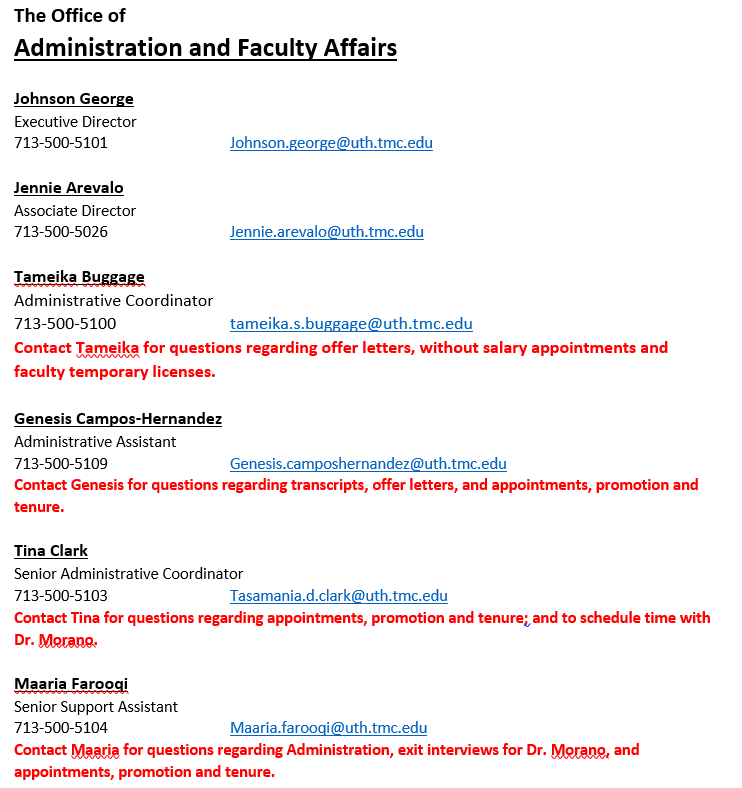 The Office of
Administration and Faculty Affairs
Johnson George
Executive Director
713-500-5101 Johnson.george@uth.tmc.edu
Jennie Arevalo
Associate Director
713-500-5026 Jennie.arevalo@uth.tmc.edu
Tameika Buggage
Administrative Coordinator
713-500-5100 tameika.s.buggage@uth.tmc.edu
Contact Tameika for questions regarding offer letters, without salary appointments and
faculty temporary licenses.
Genesis Campos-Hernandez
Administrative Assistant
713-500-5109 Genesis.camposhernandez@uth.tmc.edu
Contact Genesis for questions regarding transcripts, offer letters, and appointments, promotion and
tenure.
Tina Clark
Senior Administrative Coordinator
713-500-5103 Tasamania.d.clark@uth.tmc.edu
Contact Tina for questions regarding appointments, promotion and tenure; and to schedule time with
Dr. Morano.
Maaria Farooqi
Senior Support Assistant
713-500-5104 Maaria.farooqi@uth.tmc.edu
Contact Maaria for questions regarding Administration, exit interviews for Dr. Morano, and
appointments, promotion and tenure.